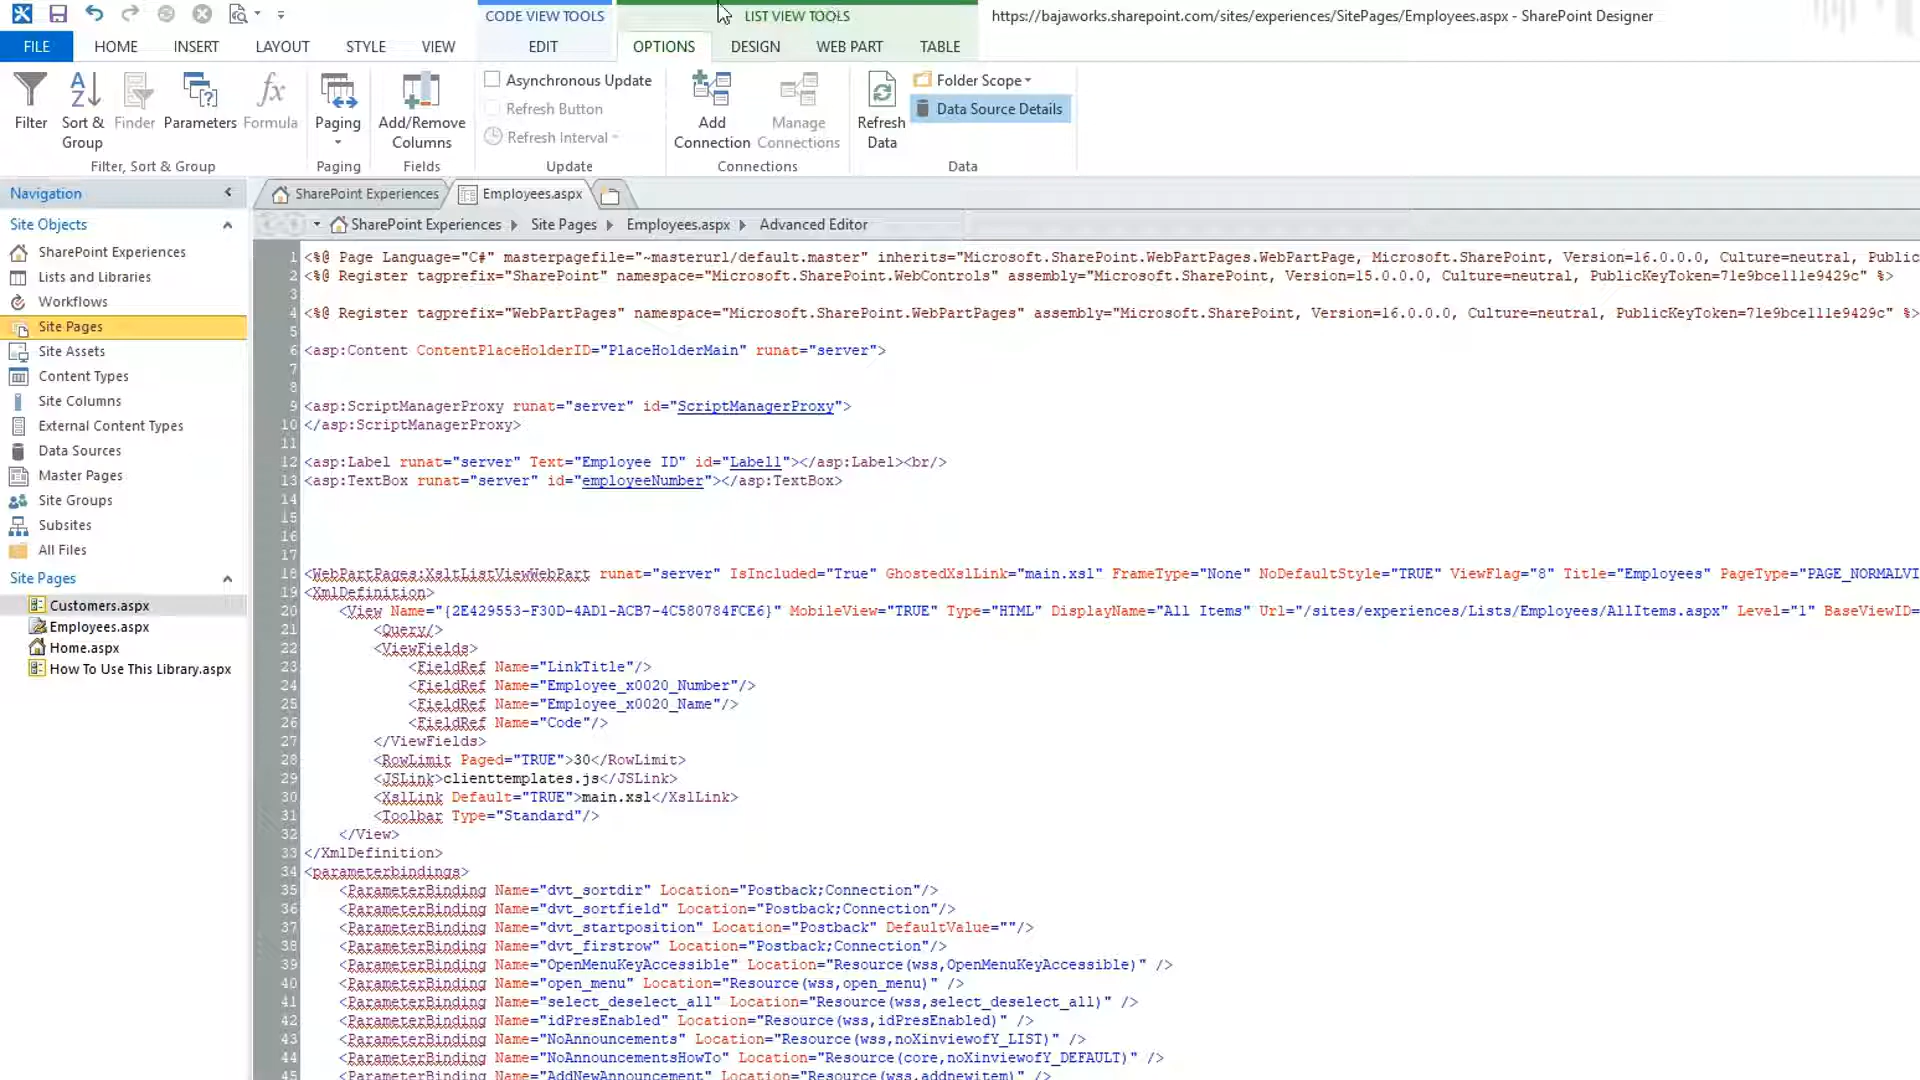 CODE VIEW TOOLS
LIST VIEW TOOLS
https://bajaworks.sharepoint.com/sites/experiences/SitePages/Employees.aspx - SharePoint Designer
FILE HOME INSERT LAYOUT STYLE VIEW EDIT OPTIONS DESIGN WEB PART TABLE
Filter
Sort & Group
Finder
Parameters
Formula
Filter, Sort & Group
Paging
Paging
Add/Remove Columns
Fields
Asynchronous Update
Refresh Button
Refresh Interval
Update
Add Connection
Manage Connections
Connections
Refresh Data
Folder Scope
Data Source Details
Data
Navigation
Site Objects
SharePoint Experiences
Lists and Libraries
Workflows
Site Pages
Site Assets
Content Types
Site Columns
External Content Types
Data Sources
Master Pages
Site Groups
Subsites
All Files
Site Pages
Customers.aspx
Employees.aspx
Home.aspx
How To Use This Library.aspx
SharePoint Experiences
Employees.aspx
SharePoint Experiences Site Pages Employees.aspx Advanced Editor
1 <%@ Page Language="C#" masterpagefile="~masterurl/default.master" inherits="Microsoft.SharePoint.WebPartPages.WebPartPage, Microsoft.SharePoint, Version=16.0.0.0, Culture=neutral, Public
2 <%@ Register tagprefix="SharePoint" namespace="Microsoft.SharePoint.WebControls" assembly="Microsoft.SharePoint, Version=15.0.0.0, Culture=neutral, PublicKeyToken=71e9bce111e9429c" %>
3
4 <%@ Register tagprefix="WebPartPages" namespace="Microsoft.SharePoint.WebPartPages" assembly="Microsoft.SharePoint, Version=16.0.0.0, Culture=neutral, PublicKeyToken=71e9bce111e9429c" %>
5
6 <asp:Content ContentPlaceHolderID="PlaceHolderMain" runat="server">
7
8
9 <asp:ScriptManagerProxy runat="server" id="ScriptManagerProxy">
10 </asp:ScriptManagerProxy>
11
12 <asp:Label runat="server" Text="Employee ID" id="Label1"></asp:Label><br/>
13 <asp:TextBox runat="server" id="employeeNumber"></asp:TextBox>
14
15
16
17
18 <WebPartPages:XsltListViewWebPart runat="server" IsIncluded="True" GhostedXslLink="main.xsl" FrameType="None" NoDefaultStyle="TRUE" ViewFlag="8" Title="Employees" PageType="PAGE_NORMALVI
19 <XmlDefinition>
20 <View Name="{2E429553-F30D-4AD1-ACB7-4C580784FCE6}" MobileView="TRUE" Type="HTML" DisplayName="All Items" Url="/sites/experiences/Lists/Employees/AllItems.aspx" Level="1" BaseViewID=
21 <Query/>
22 <ViewFields>
23 <FieldRef Name="LinkTitle"/>
24 <FieldRef Name="Employee_x0020_Number"/>
25 <FieldRef Name="Employee_x0020_Name"/>
26 <FieldRef Name="Code"/>
27 </ViewFields>
28 <RowLimit Paged="TRUE">30</RowLimit>
29 <JSLink>clienttemplates.js</JSLink>
30 <XslLink Default="TRUE">main.xsl</XslLink>
31 <Toolbar Type="Standard"/>
32 </View>
33 </XmlDefinition>
34 <parameterbindings>
35 <ParameterBinding Name="dvt_sortdir" Location="Postback;Connection"/>
36 <ParameterBinding Name="dvt_sortfield" Location="Postback;Connection"/>
37 <ParameterBinding Name="dvt_startposition" Location="Postback" DefaultValue=""/>
38 <ParameterBinding Name="dvt_firstrow" Location="Postback;Connection"/>
39 <ParameterBinding Name="OpenMenuKeyAccessible" Location="Resource(wss,OpenMenuKeyAccessible)" />
40 <ParameterBinding Name="open_menu" Location="Resource(wss,open_menu)" />
41 <ParameterBinding Name="select_deselect_all" Location="Resource(wss,select_deselect_all)" />
42 <ParameterBinding Name="idPresEnabled" Location="Resource(wss,idPresEnabled)" />
43 <ParameterBinding Name="NoAnnouncements" Location="Resource(wss,noXinviewofY_LIST)" />
44 <ParameterBinding Name="NoAnnouncementsHowTo" Location="Resource(core,noXinviewofY_DEFAULT)" />
45 <ParameterBinding Name="AddNewAnnouncement" Location="Resource(wss,addnewitem)" />